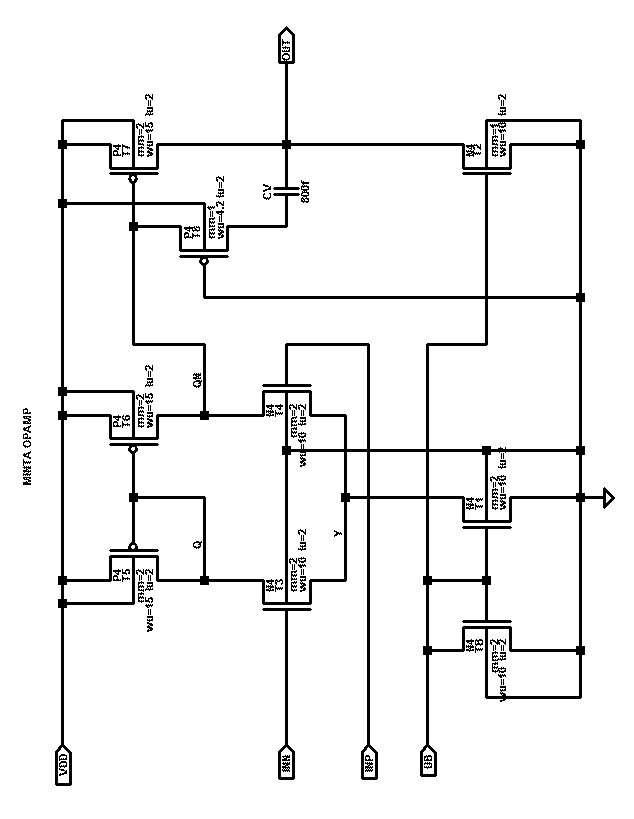 MINTA OPAMP
VDD
P4
T5
mm=2
wu=15 lu=2
P4
T6
mm=2
wu=15 lu=2
P4
T7
mm=2
wu=15 lu=2
P4
T8
mm=1
wu=4.2 lu=2
Q
QN
CV
800f
OUT
INN
N4
T3
mm=2
wu=10 lu=2
N4
T4
mm=2
wu=10 lu=2
Y
INP
UB
N4
TB
mm=2
wu=10 lu=2
N4
T1
mm=2
wu=10 lu=2
N4
T2
mm=1
wu=10 lu=2